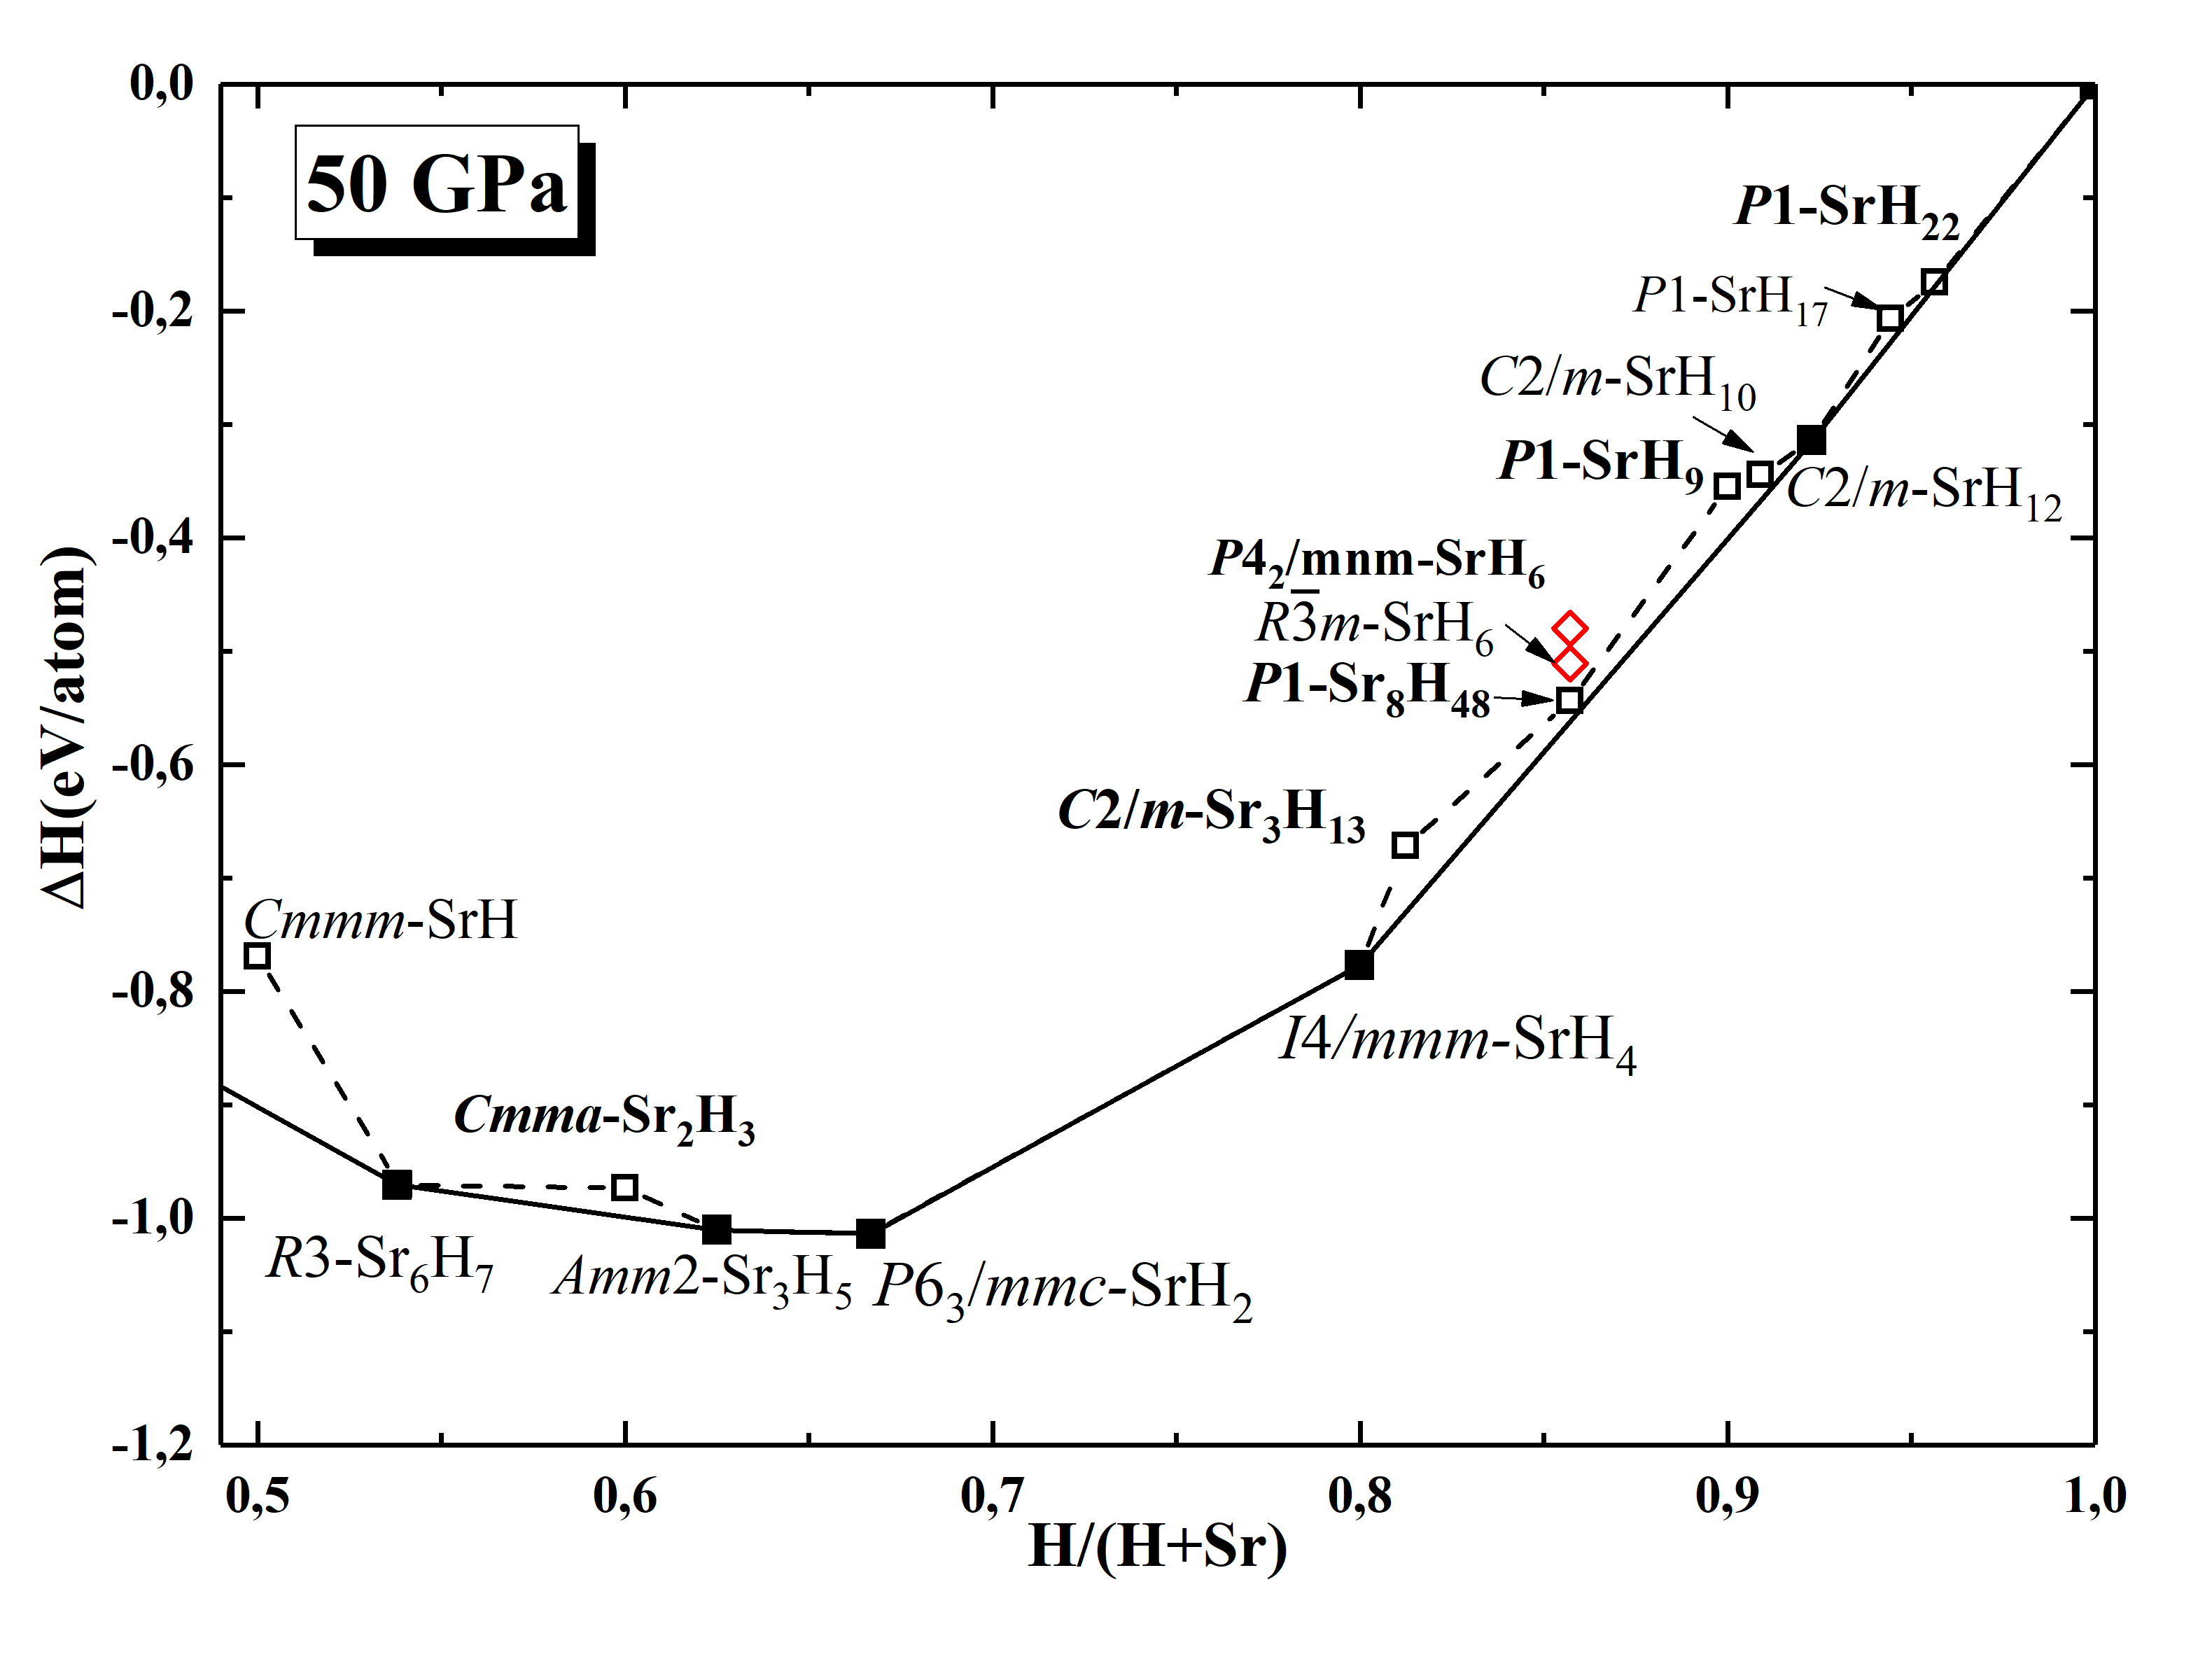 0,0
50 GPa
P1-SrH₂₂
-0,2
P1-SrH₁₇
C2/m-SrH₁₀
P1-SrH₉
C2/m-SrH₁₂
-0,4
P4₂/mnm-SrH₆
R3̅m-SrH₆
P1-Sr₈H₄₈
-0,6
C2/m-Sr₃H₁₃
ΔH(eV/atom)
Cmmm-SrH
-0,8
I4/mmm-SrH₄
Cmma-Sr₂H₃
-1,0
R3-Sr₆H₇
Amm2-Sr₃H₅
P6₃/mmc-SrH₂
-1,2
0,5 0,6 0,7 0,8 0,9 1,0
H/(H+Sr)